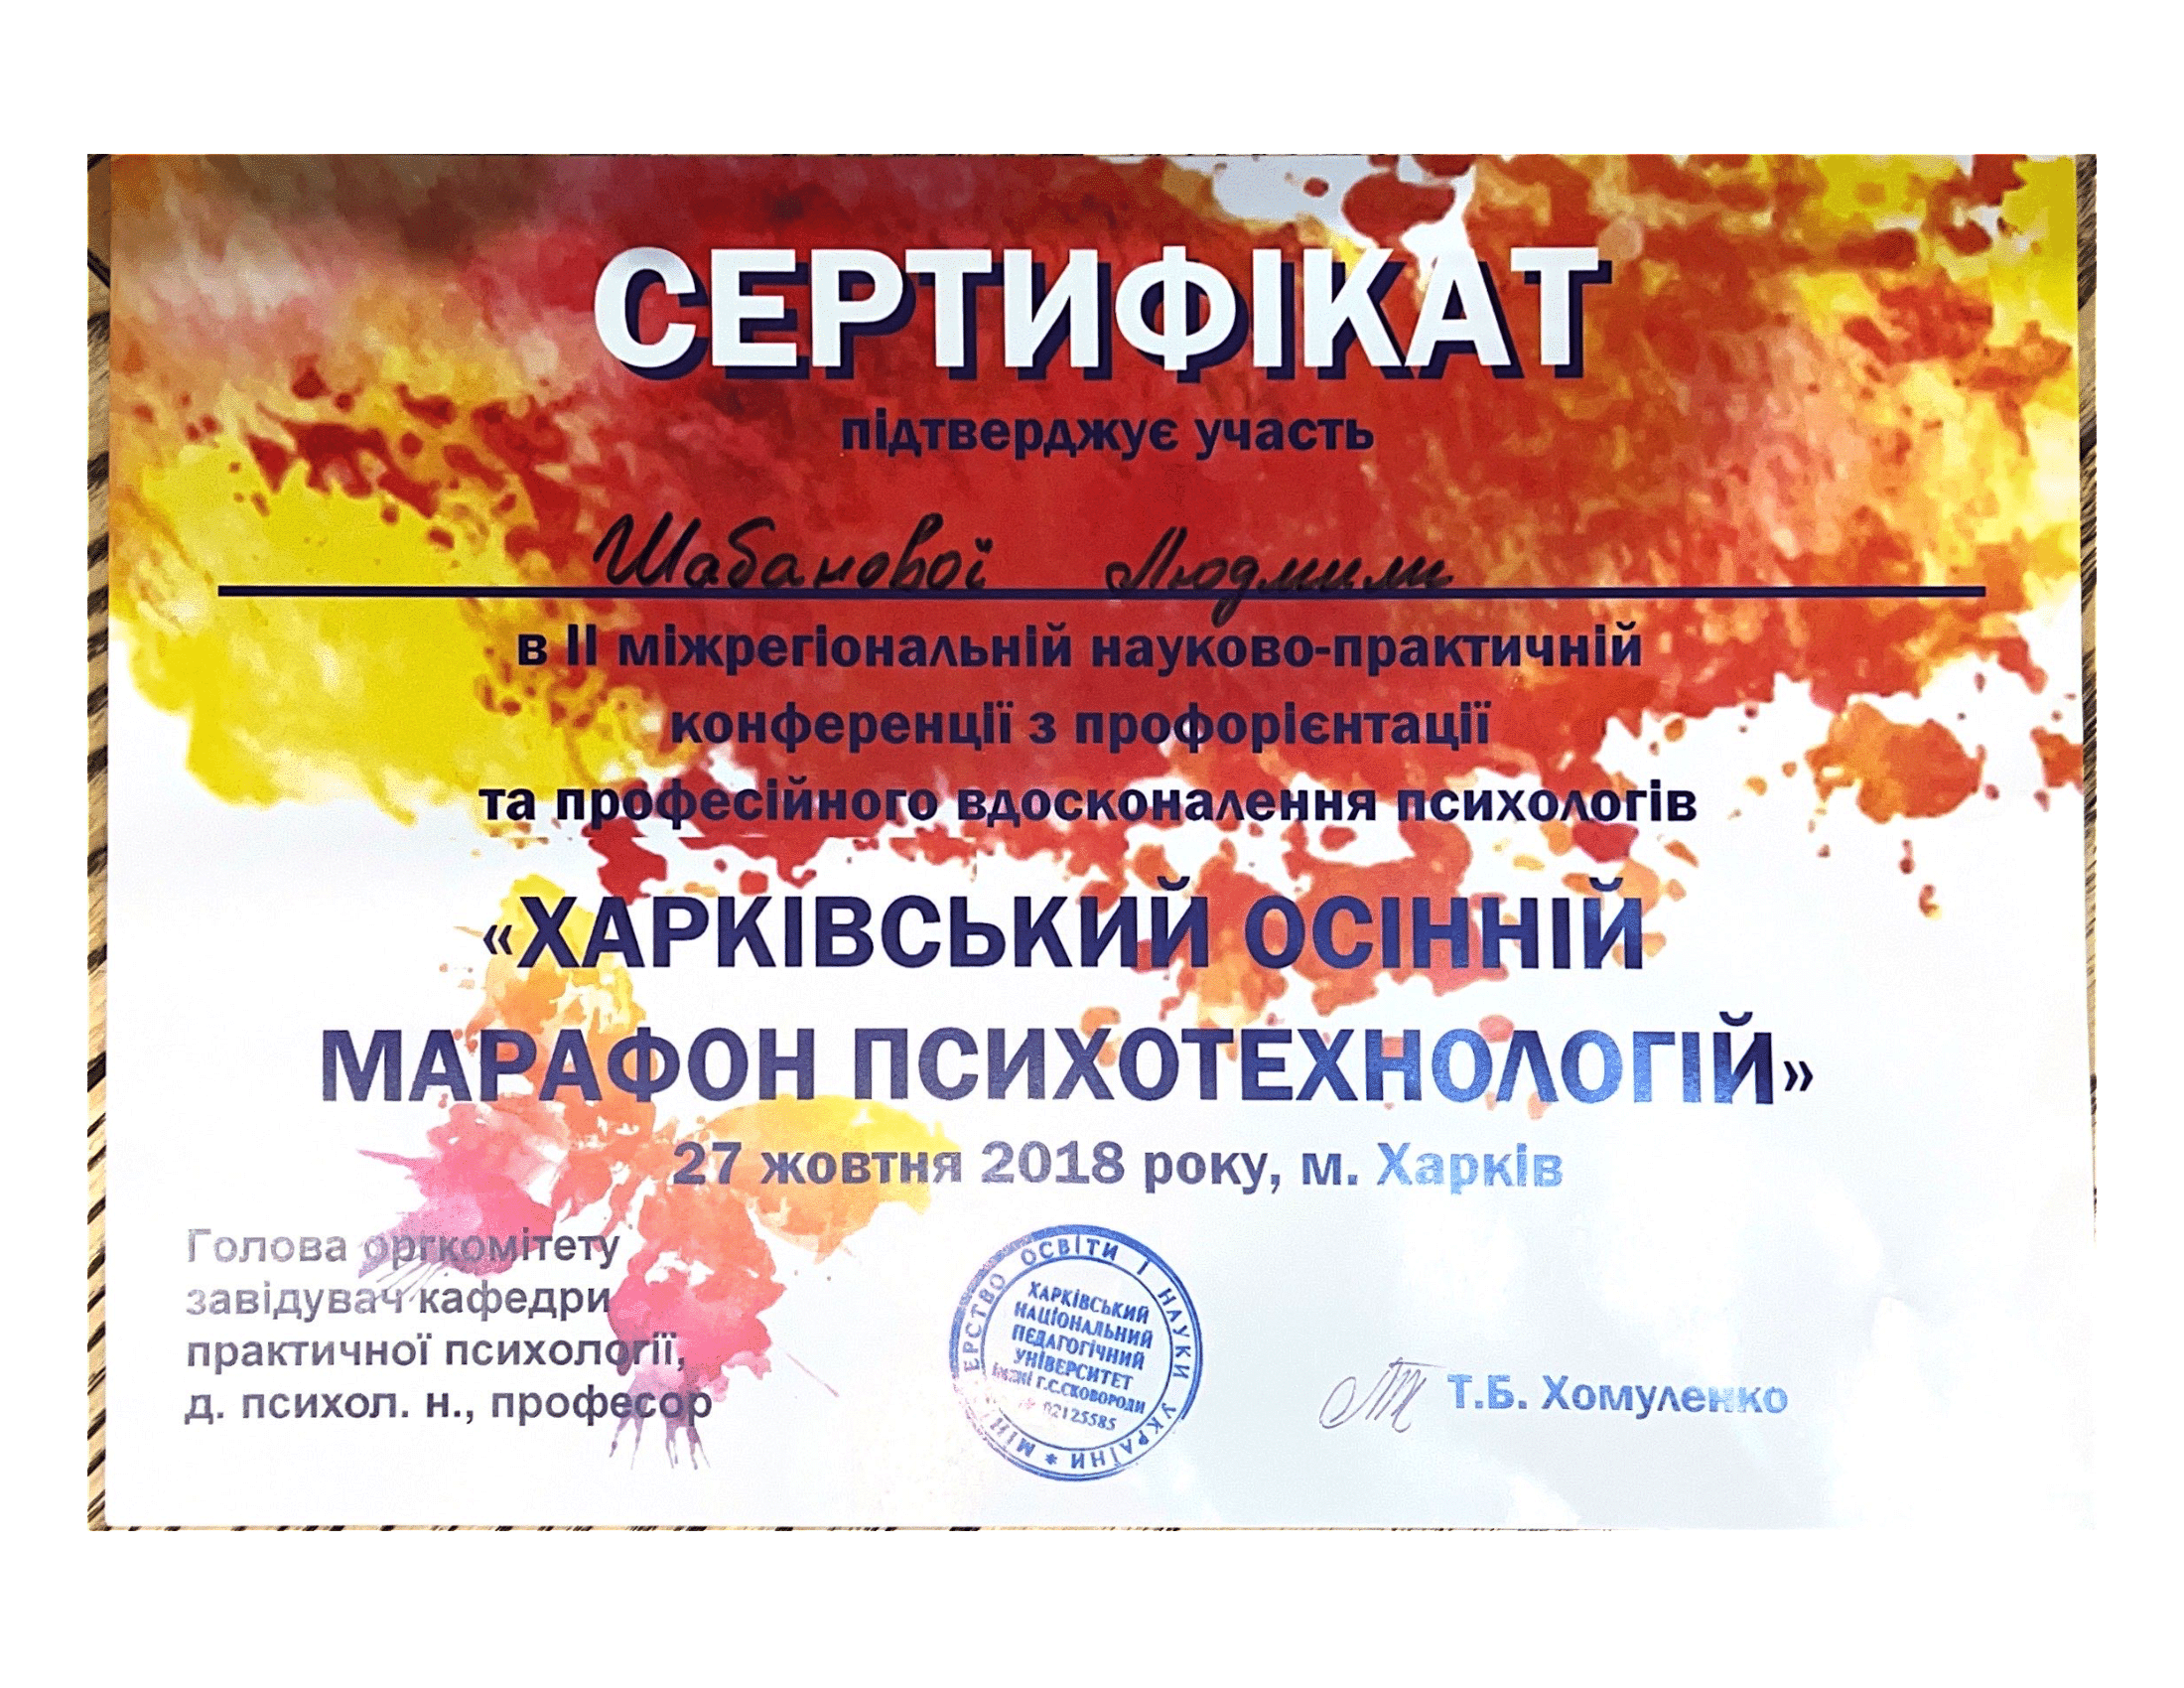 СЕРТИФІКАТ
підтверджує участь
Шабанової Людмили
в II міжрегіональній науково-практичній
конференції з профорієнтації
та професійного вдосконалення психологів
«ХАРКІВСЬКИЙ ОСІННІЙ
МАРАФОН ПСИХОТЕХНОЛОГІЙ»
27 жовтня 2018 року, м. Харків
Голова оргкомітету
завідувач кафедри
практичної психології,
д. психол. н., професор
МІНІСТЕРСТВО ОСВІТИ І НАУКИ УКРАЇНИ *
ХАРКІВСЬКИЙ
НАЦІОНАЛЬНИЙ
ПЕДАГОГІЧНИЙ
УНІВЕРСИТЕТ
імені Г.С.СКОВОРОДИ
02125585
Т.Б. Хомуленко